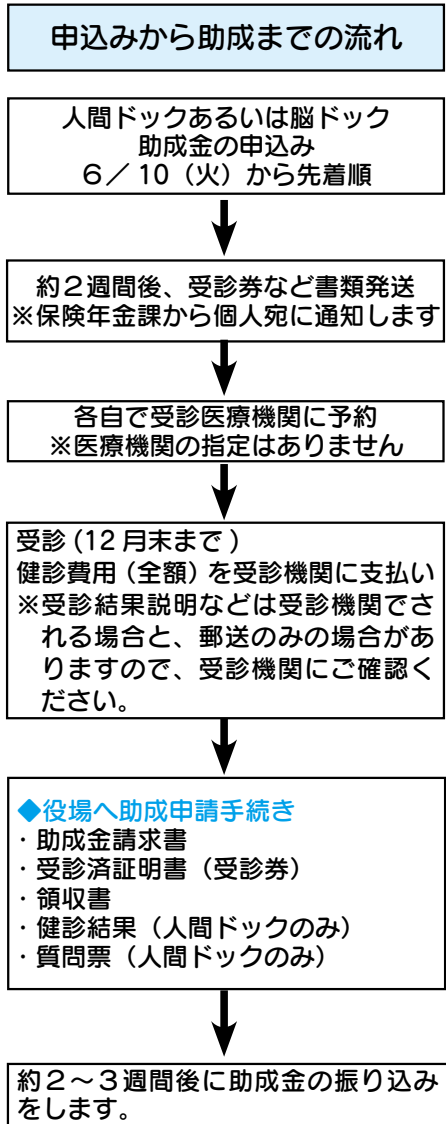 申込みから助成までの流れ
人間ドックあるいは脳ドック
助成金の申込み
６／10（火）から先着順
約２週間後、受診券など書類発送
※保険年金課から個人宛に通知します
各自で受診医療機関に予約
※医療機関の指定はありません
受診(12月末まで)
健診費用(全額)を受診機関に支払い
※受診結果説明などは受診機関でさ
れる場合と、郵送のみの場合があ
りますので、受診機関にご確認く
ださい。
◆役場へ助成申請手続き
・助成金請求書
・受診済証明書（受診券）
・領収書
・健診結果（人間ドックのみ）
・質問票（人間ドックのみ）
約２～３週間後に助成金の振り込み
をします。